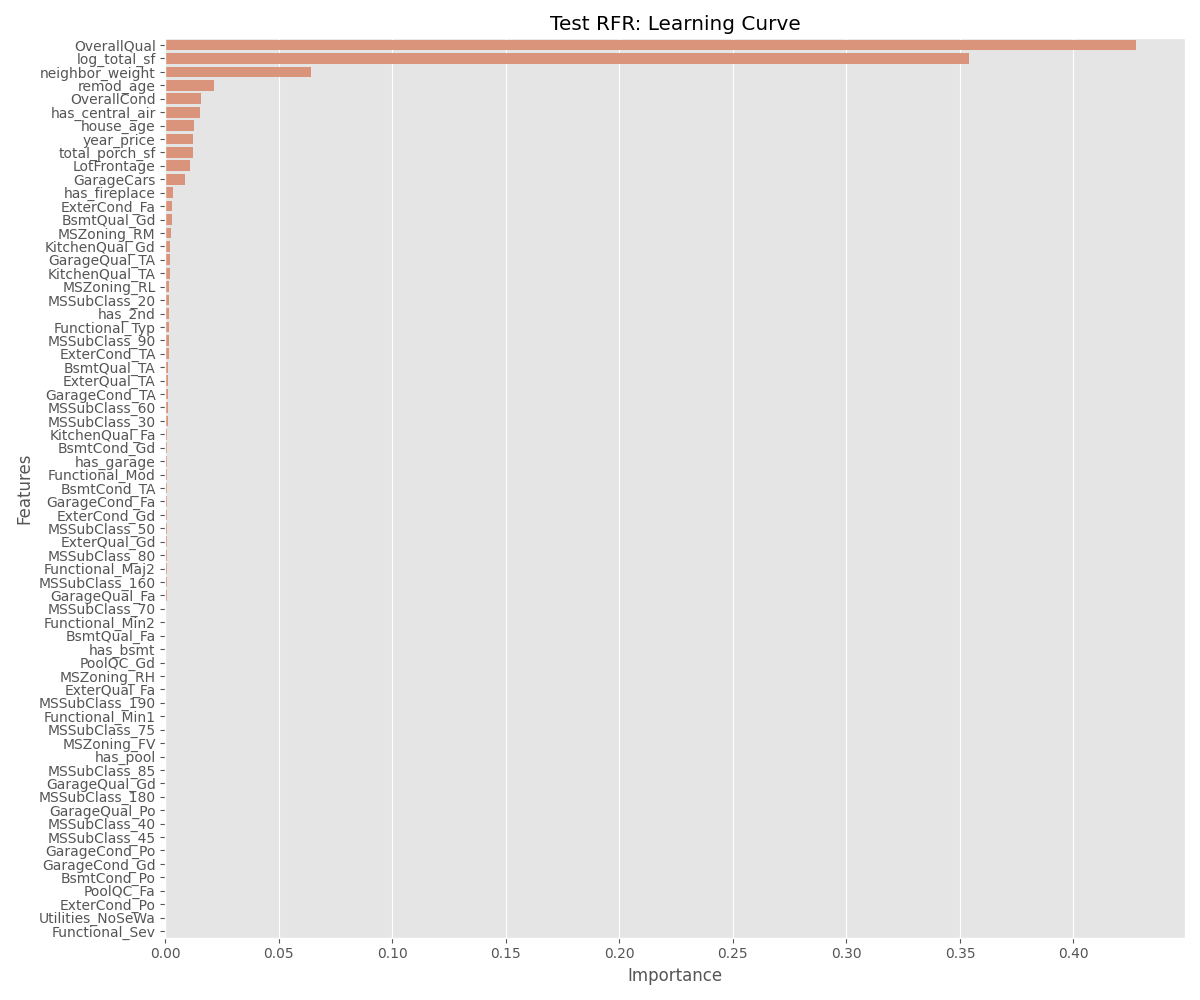 Test RFR: Learning Curve
OverallQual
log_total_sf
neighbor_weight
remod_age
OverallCond
has_central_air
house_age
year_price
total_porch_sf
LotFrontage
GarageCars
has_fireplace
ExterCond_Fa
BsmtQual_Gd
MSZoning_RM
KitchenQual_Gd
GarageQual_TA
KitchenQual_TA
MSZoning_RL
MSSubClass_20
has_2nd
Functional_Typ
MSSubClass_90
ExterCond_TA
BsmtQual_TA
ExterQual_TA
GarageCond_TA
MSSubClass_60
MSSubClass_30
KitchenQual_Fa
BsmtCond_Gd
has_garage
Functional_Mod
BsmtCond_TA
GarageCond_Fa
ExterCond_Gd
MSSubClass_50
ExterQual_Gd
MSSubClass_80
Functional_Maj2
MSSubClass_160
GarageQual_Fa
MSSubClass_70
Functional_Min2
BsmtQual_Fa
has_bsmt
PoolQC_Gd
MSZoning_RH
ExterQual_Fa
MSSubClass_190
Functional_Min1
MSSubClass_75
MSZoning_FV
has_pool
MSSubClass_85
GarageQual_Gd
MSSubClass_180
GarageQual_Po
MSSubClass_40
MSSubClass_45
GarageCond_Po
GarageCond_Gd
BsmtCond_Po
PoolQC_Fa
ExterCond_Po
Utilities_NoSeWa
Functional_Sev
Features
0.00 0.05 0.10 0.15 0.20 0.25 0.30 0.35 0.40
Importance